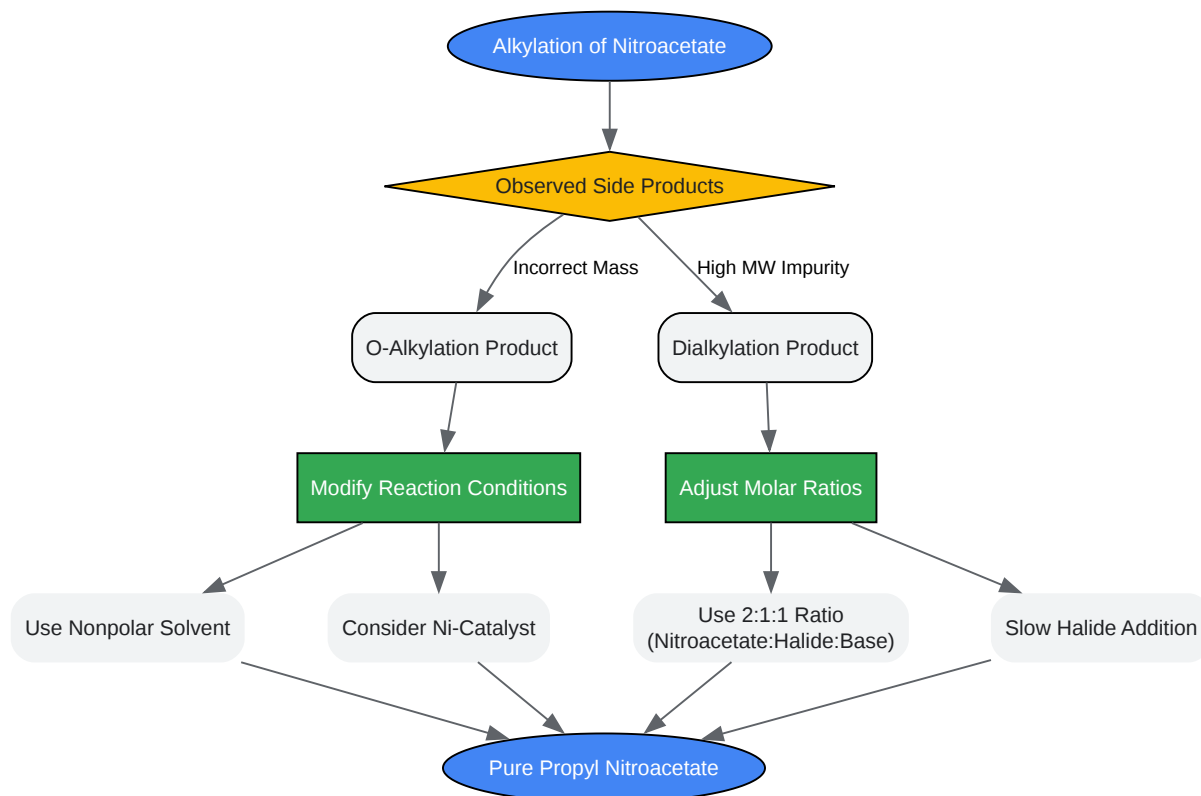 Alkylation of Nitroacetate
Observed Side Products
Incorrect Mass
High MW Impurity
O-Alkylation Product
Dialkylation Product
Modify Reaction Conditions
Adjust Molar Ratios
Use Nonpolar Solvent
Consider Ni-Catalyst
Use 2:1:1 Ratio
(Nitroacetate:Halide:Base)
Slow Halide Addition
Pure Propyl Nitroacetate